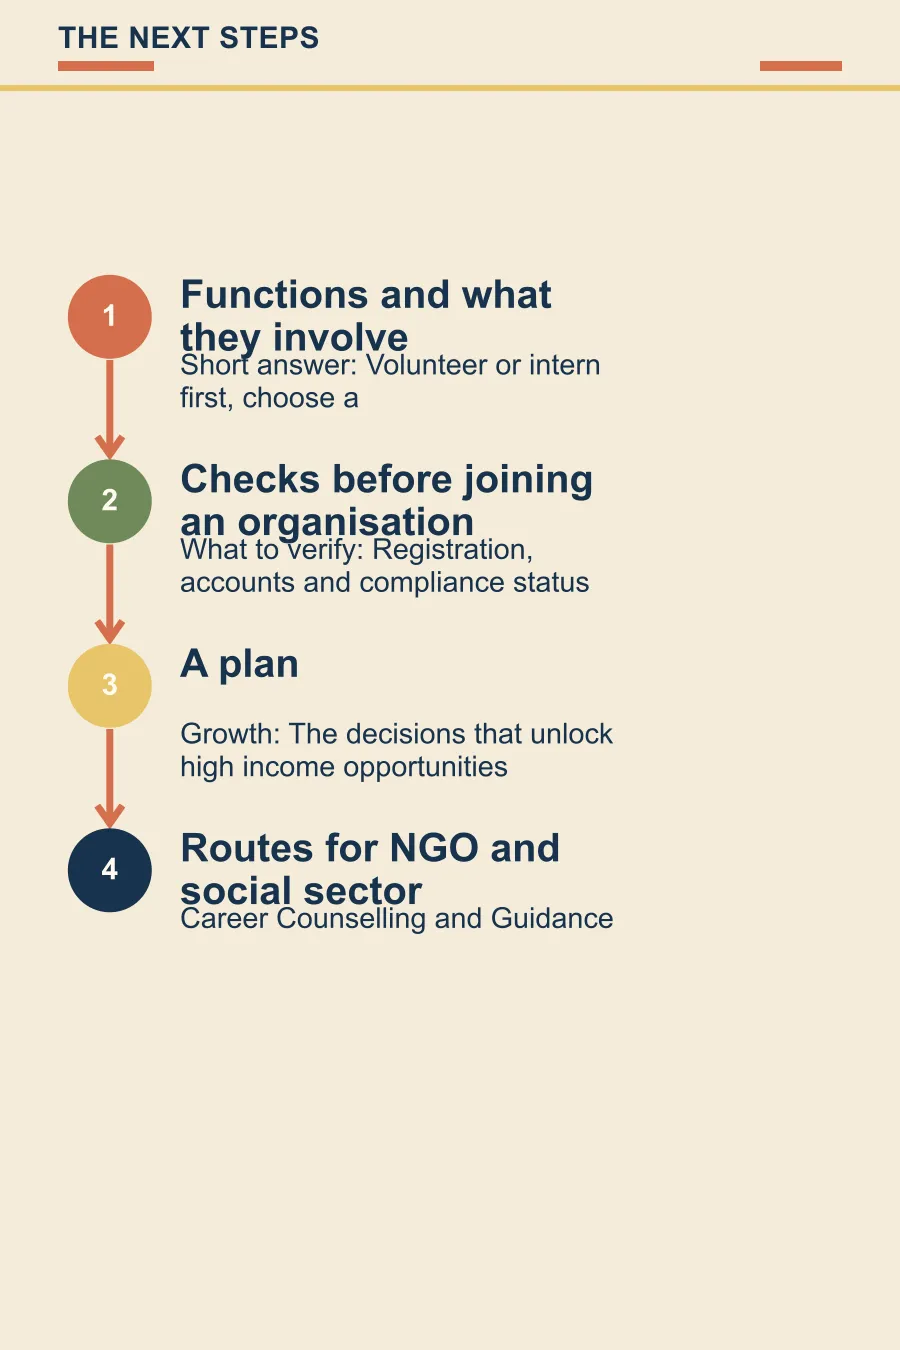 THE NEXT STEPS
1
Functions and what
they involve
Short answer: Volunteer or intern
first, choose a
2
Checks before joining
an organisation
What to verify: Registration,
accounts and compliance status
3
A plan
Growth: The decisions that unlock
high income opportunities
4
Routes for NGO and
social sector
Career Counselling and Guidance